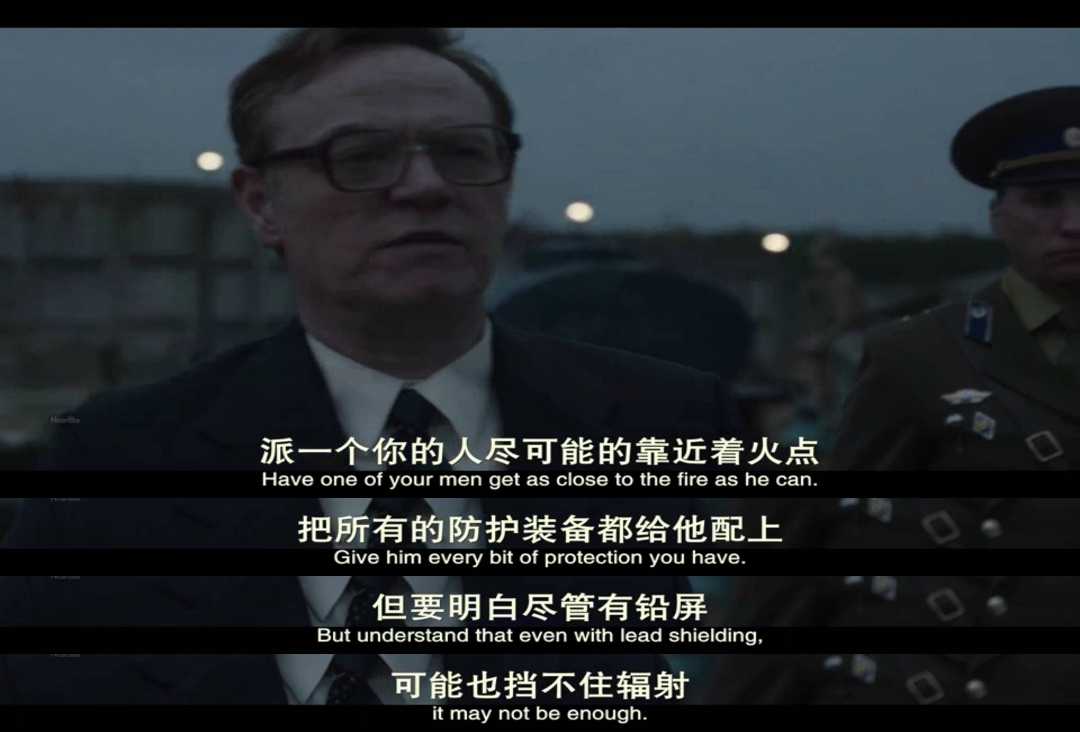 派一个你的人尽可能的靠近着火点
Have one of your men get as close to the fire as he can.
把所有的防护装备都给他配上
Give him every bit of protection you have.
但要明白尽管有铅屏
But understand that even with lead shielding,
可能也挡不住辐射
it may not be enough.